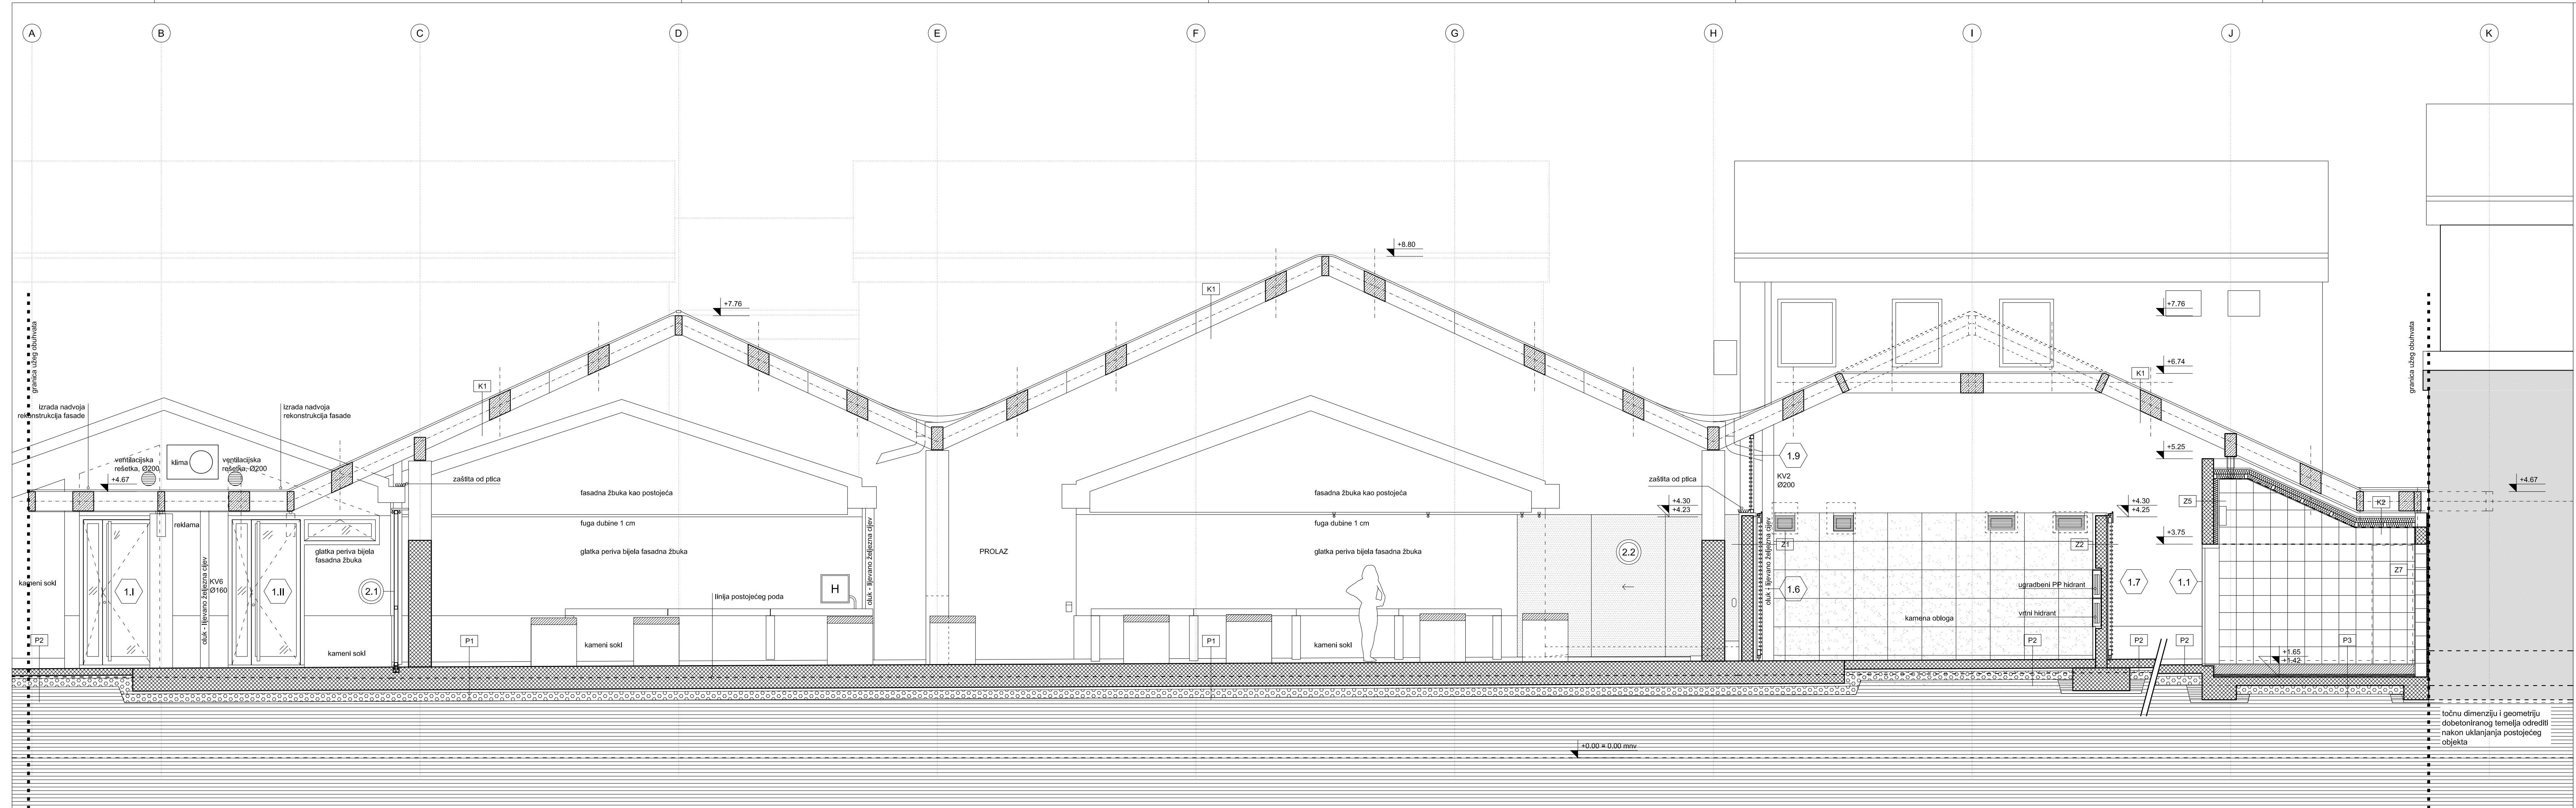 A
B
C
D
E
F
G
H
I
J
K
+8.80
K1
+7.76
+7.76
+6.74
K1
K1
granica užeg obuhvata
granica užeg obuhvata
Izrada nadvoja
rekonstrukcija fasade
Izrada nadvoja
rekonstrukcija fasade
ventilacijska
rešetka, Ø200
klima
ventilacijska
rešetka, Ø200
+4.67
zaštita od ptica
fasadna žbuka kao postojeća
fasadna žbuka kao postojeća
zaštita od ptica
1.9
KV2
Ø200
+5.25
+4.67
Z5
K2
+4.30
+4.23
+4.30
+4.25
reklama
fuga dubine 1 cm
fuga dubine 1 cm
glatka periva bijela
fasadna žbuka
glatka periva bijela fasadna žbuka
PROLAZ
glatka periva bijela fasadna žbuka
2.2
Z1
Z2
+3.75
Z7
kameni sokl
1.I
oluk - lijevano željezna cijev
KV6
Ø160
1.II
2.1
linija postojećeg poda
H
oluk - lijevano željezna cijev
oluk - lijevano željezna cijev
1.6
ugradbeni PP hidrant
vrtni hidrant
1.7
1.1
kamena obloga
P2
kameni sokl
P1
kameni sokl
P1
kameni sokl
P2
P2
P2
P3
+1.65
+1.42
točnu dimenziju i geometriju
dobetoniranog temelja odrediti
nakon uklanjanja postojećeg
objekta
+0.00 = 0.00 mnv